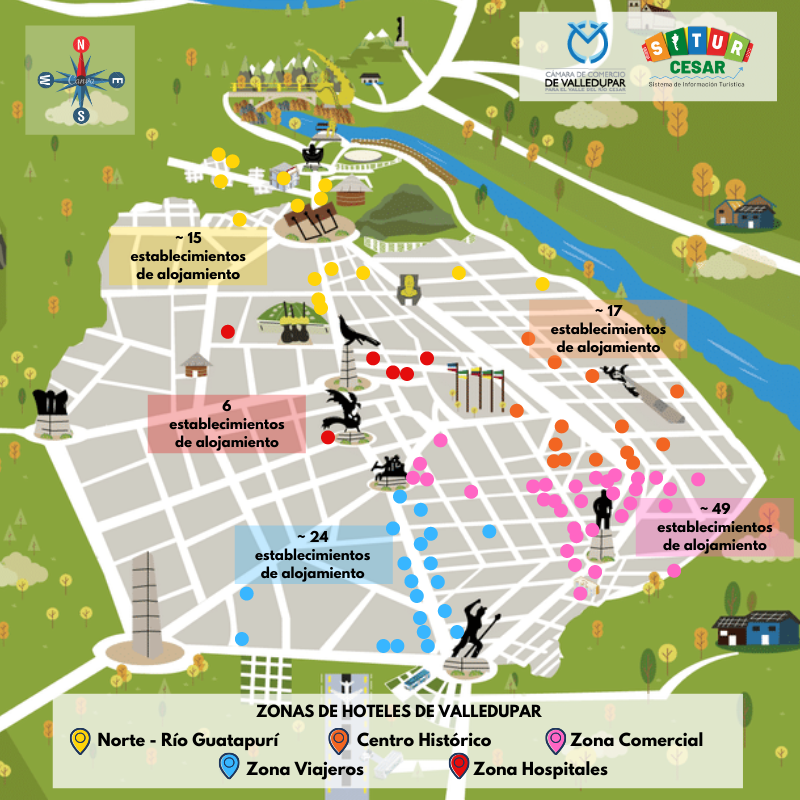 N
W
Canva
E
S
CÁMARA DE COMERCIO
DE VALLEDUPAR
PARA EL VALLE DEL RÍO CESAR
SITUR
CESAR
Sistema de Información Turística
~ 15
establecimientos
de alojamiento
~ 17
establecimientos
de alojamiento
6
establecimientos
de alojamiento
~ 49
establecimientos
de alojamiento
~ 24
establecimientos
de alojamiento
ZONAS DE HOTELES DE VALLEDUPAR
Norte - Río Guatapurí
Centro Histórico
Zona Comercial
Zona Viajeros
Zona Hospitales